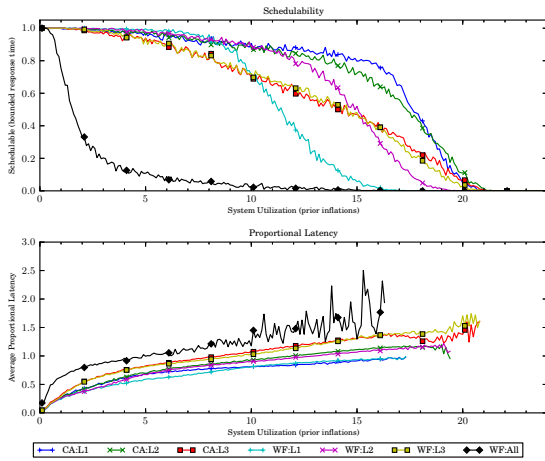 Schedulability
1.0
0.8
0.6
0.4
0.2
0.0
Schedulable (bounded response time)
0
5
10
15
20
System Utilization (prior inflations)
Proportional Latency
3.0
2.5
2.0
1.5
1.0
0.5
0.0
Average Proportional Latency
0
5
10
15
20
System Utilization (prior inflations)
CA:L1
CA:L2
CA:L3
WF:L1
WF:L2
WF:L3
WF:All